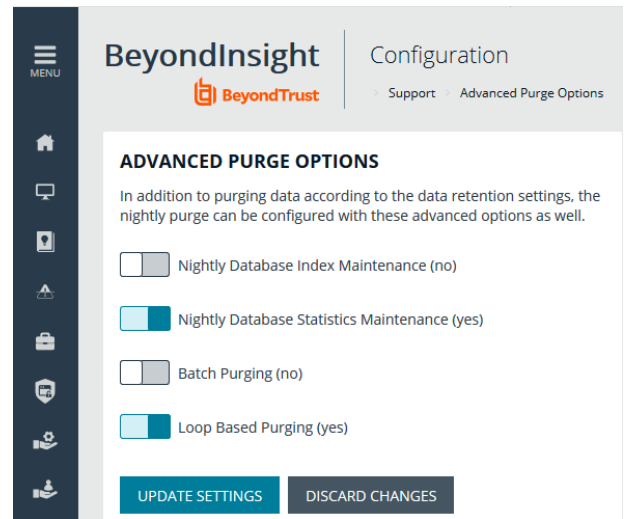 MENU
BeyondInsight
BeyondTrust
Configuration
Support > Advanced Purge Options
ADVANCED PURGE OPTIONS
In addition to purging data according to the data retention settings, the
nightly purge can be configured with these advanced options as well.
Nightly Database Index Maintenance (no)
Nightly Database Statistics Maintenance (yes)
Batch Purging (no)
Loop Based Purging (yes)
UPDATE SETTINGS
DISCARD CHANGES